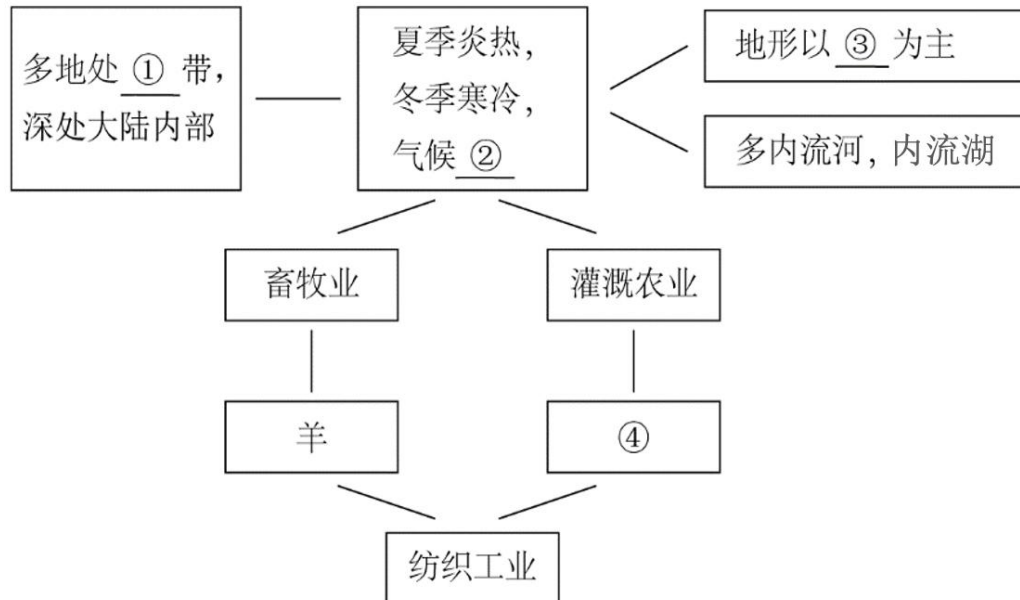 多地处 ① 带，
深处大陆内部
夏季炎热，
冬季寒冷，
气候 ②
地形以 ③ 为主
多内流河，内流湖
畜牧业
灌溉农业
羊
④
纺织工业